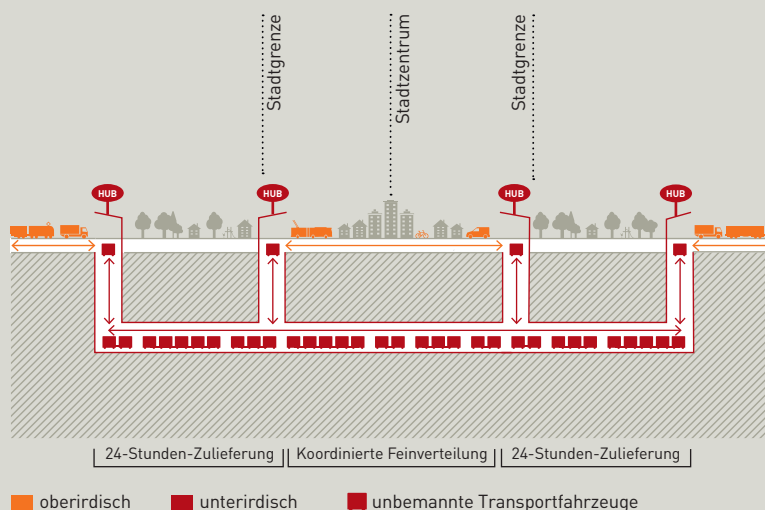 Stadtgrenze
Stadtzentrum
Stadtgrenze
HUB
HUB
HUB
HUB
24-Stunden-Zulieferung
Koordinierte Feinverteilung
24-Stunden-Zulieferung
oberirdisch
unterirdisch
unbemannte Transportfahrzeuge